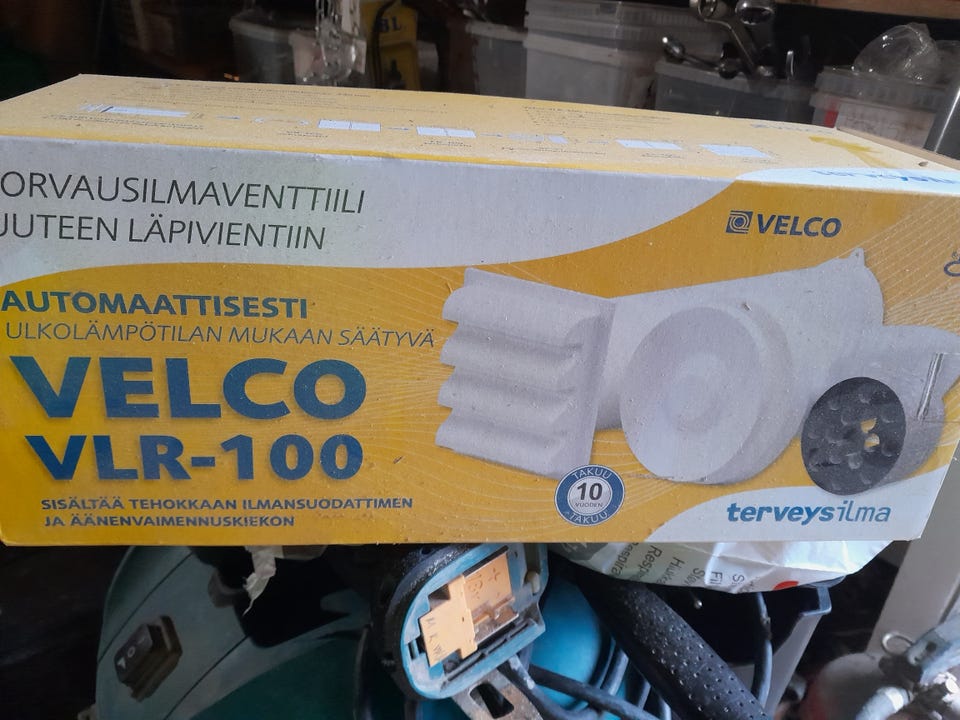 ORVAUSILMAVENTTIILI
UUTEEN LÄPIVIENTIIN
VELCO
AUTOMAATTISESTI
ULKOLÄMPÖTILAN MUKAAN SÄÄTYVÄ
VELCO
VLR-100
SISÄLTÄÄ TEHOKKAAN ILMANSUODATTIMEN
JA ÄÄNENVAIMENNUSKIEKON
TAKUU
10
VUODEN
TAKUU
terveysilma